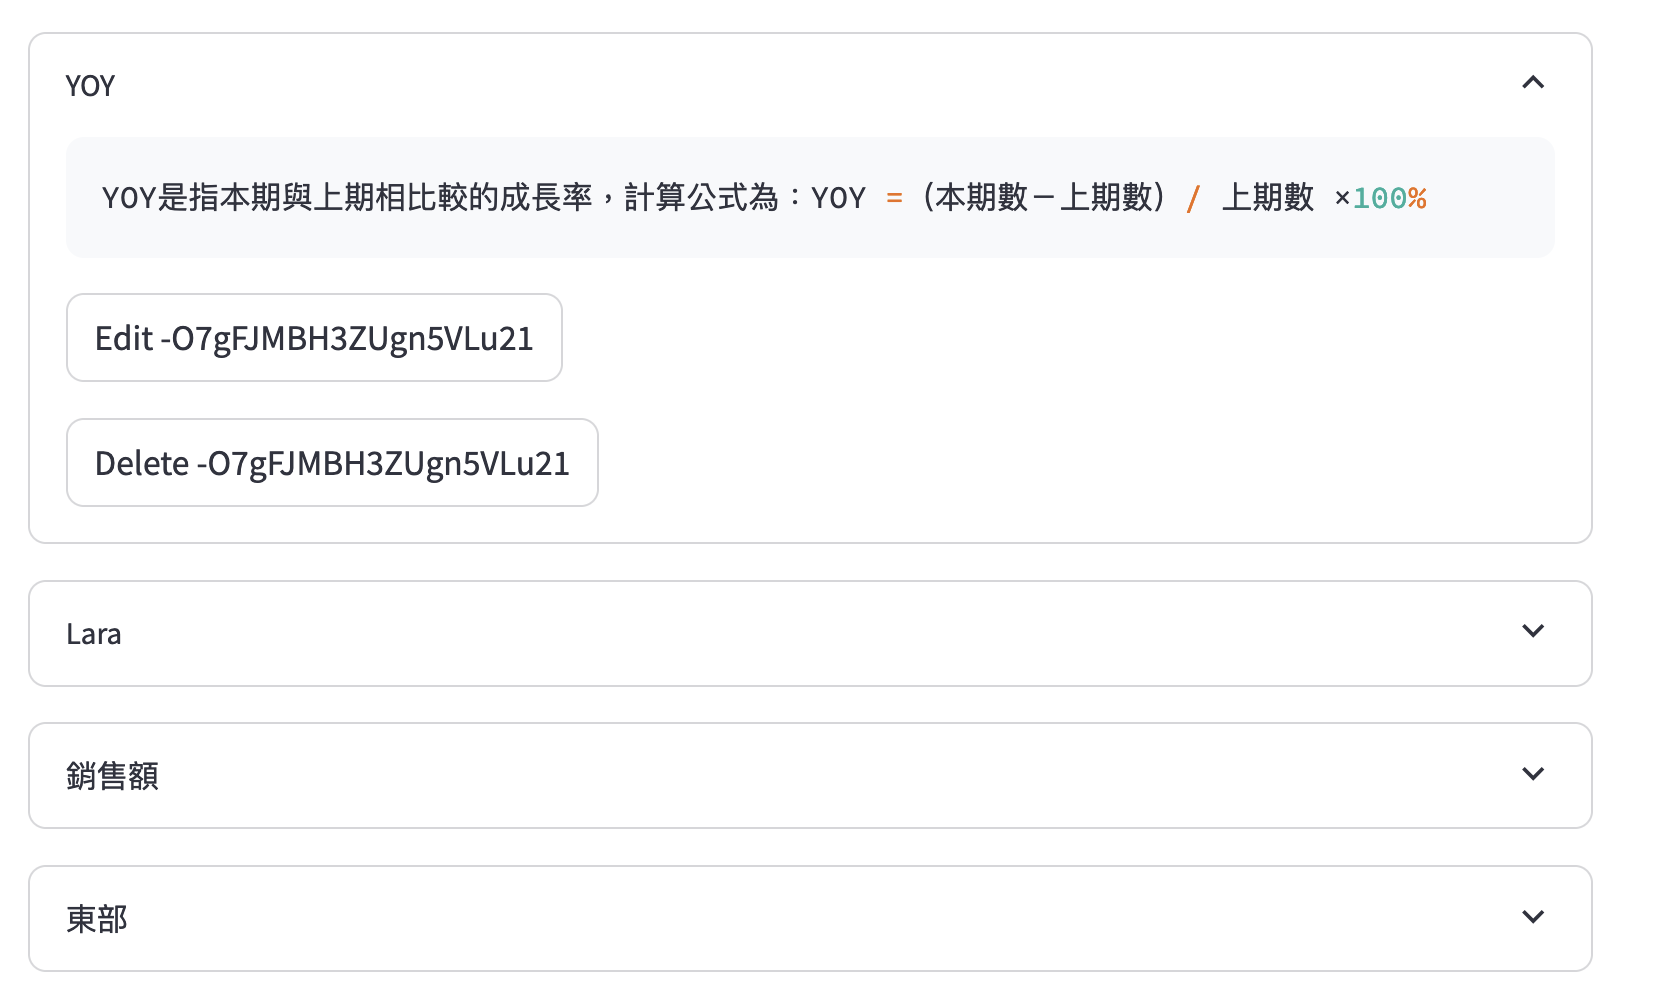 YOY
YOY是指本期與上期相比較的成長率，計算公式為：YOY = （本期數－上期數）/ 上期數 ×100%
Edit -O7gFJMBH3ZUgn5VLu21
Delete -O7gFJMBH3ZUgn5VLu21
Lara
銷售額
東部